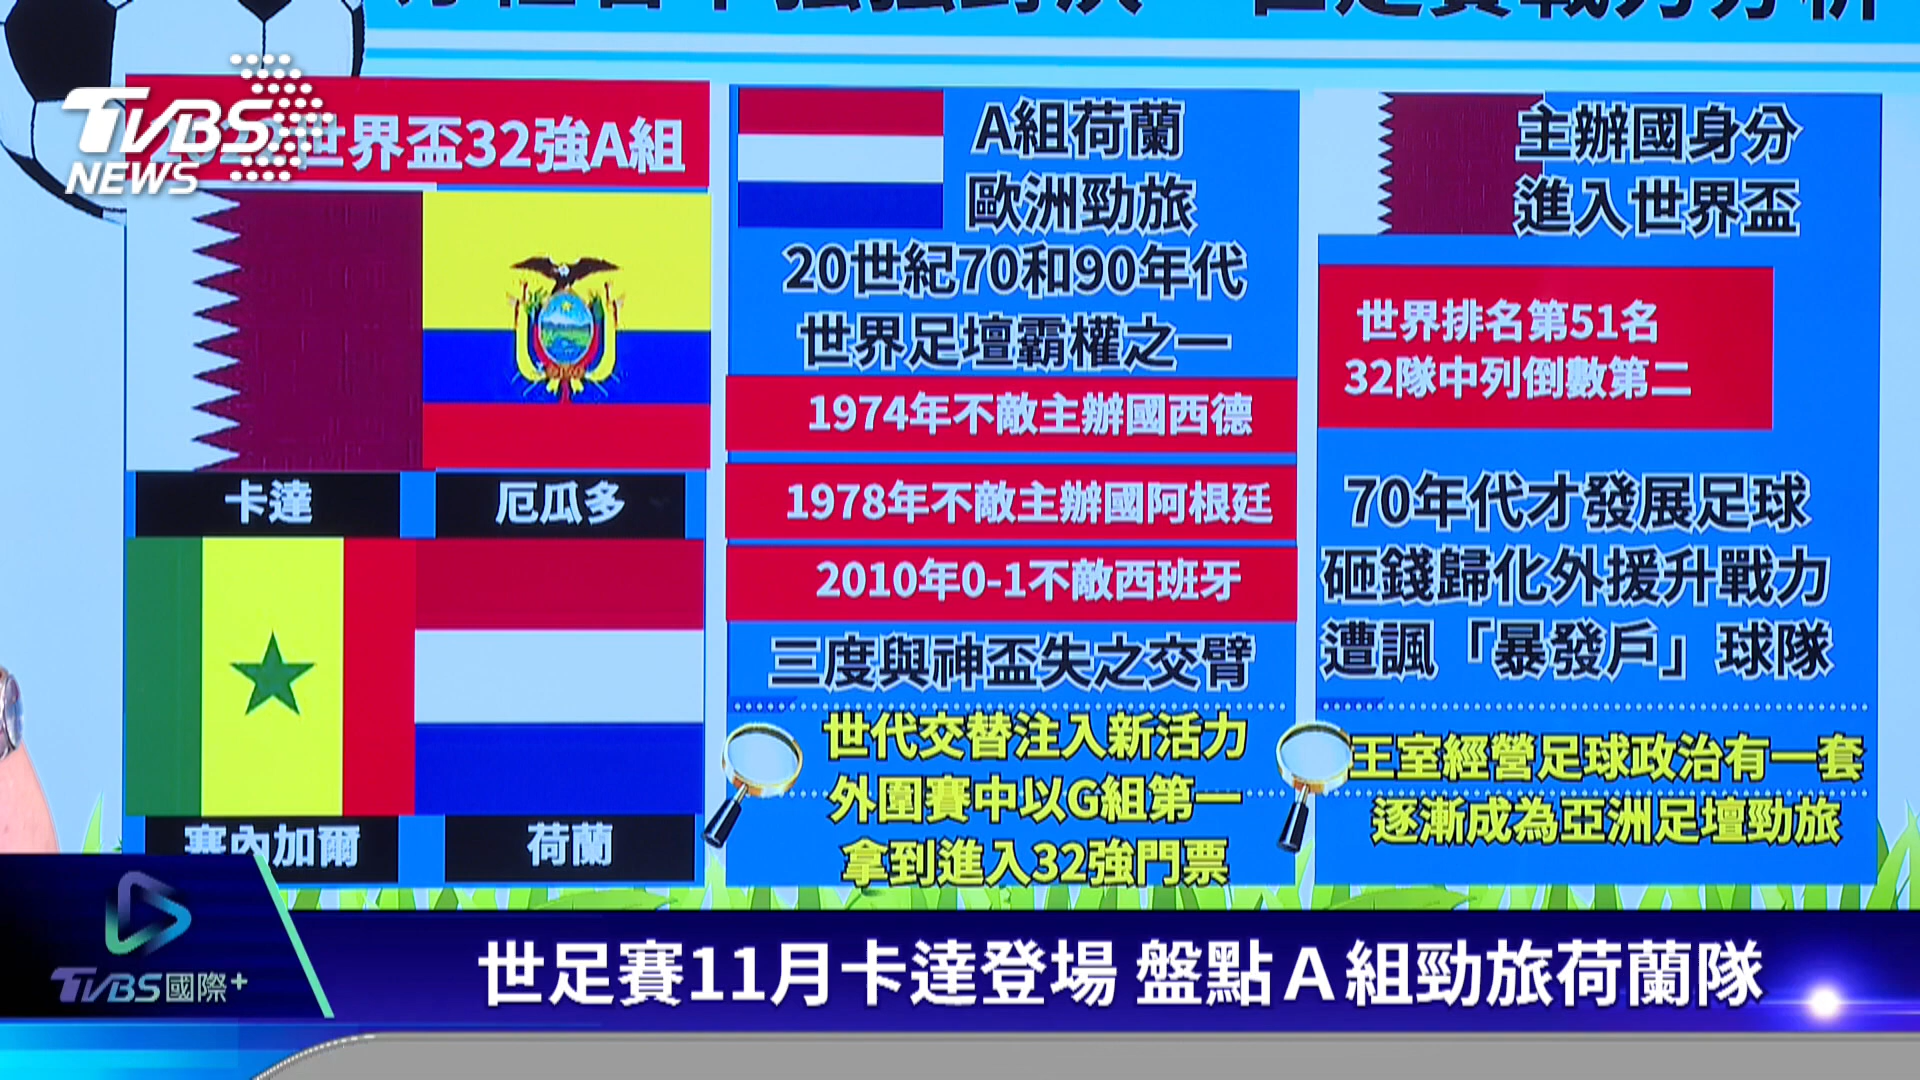 TVBS
NEWS
世界盃32強A組
卡達
厄瓜多
塞內加爾
荷蘭
A組荷蘭
歐洲勁旅
20世紀70和90年代
世界足壇霸權之一
1974年不敵主辦國西德
1978年不敵主辦國阿根廷
2010年0-1不敵西班牙
三度與神盃失之交臂
世代交替注入新活力
外圍賽中以G組第一
拿到進入32強門票
主辦國身分
進入世界盃
世界排名第51名
32隊中列倒數第二
70年代才發展足球
砸錢歸化外援升戰力
遭諷「暴發戶」球隊
王室經營足球政治有一套
逐漸成為亞洲足壇勁旅
TVBS國際+
世足賽11月卡達登場 盤點A組勁旅荷蘭隊